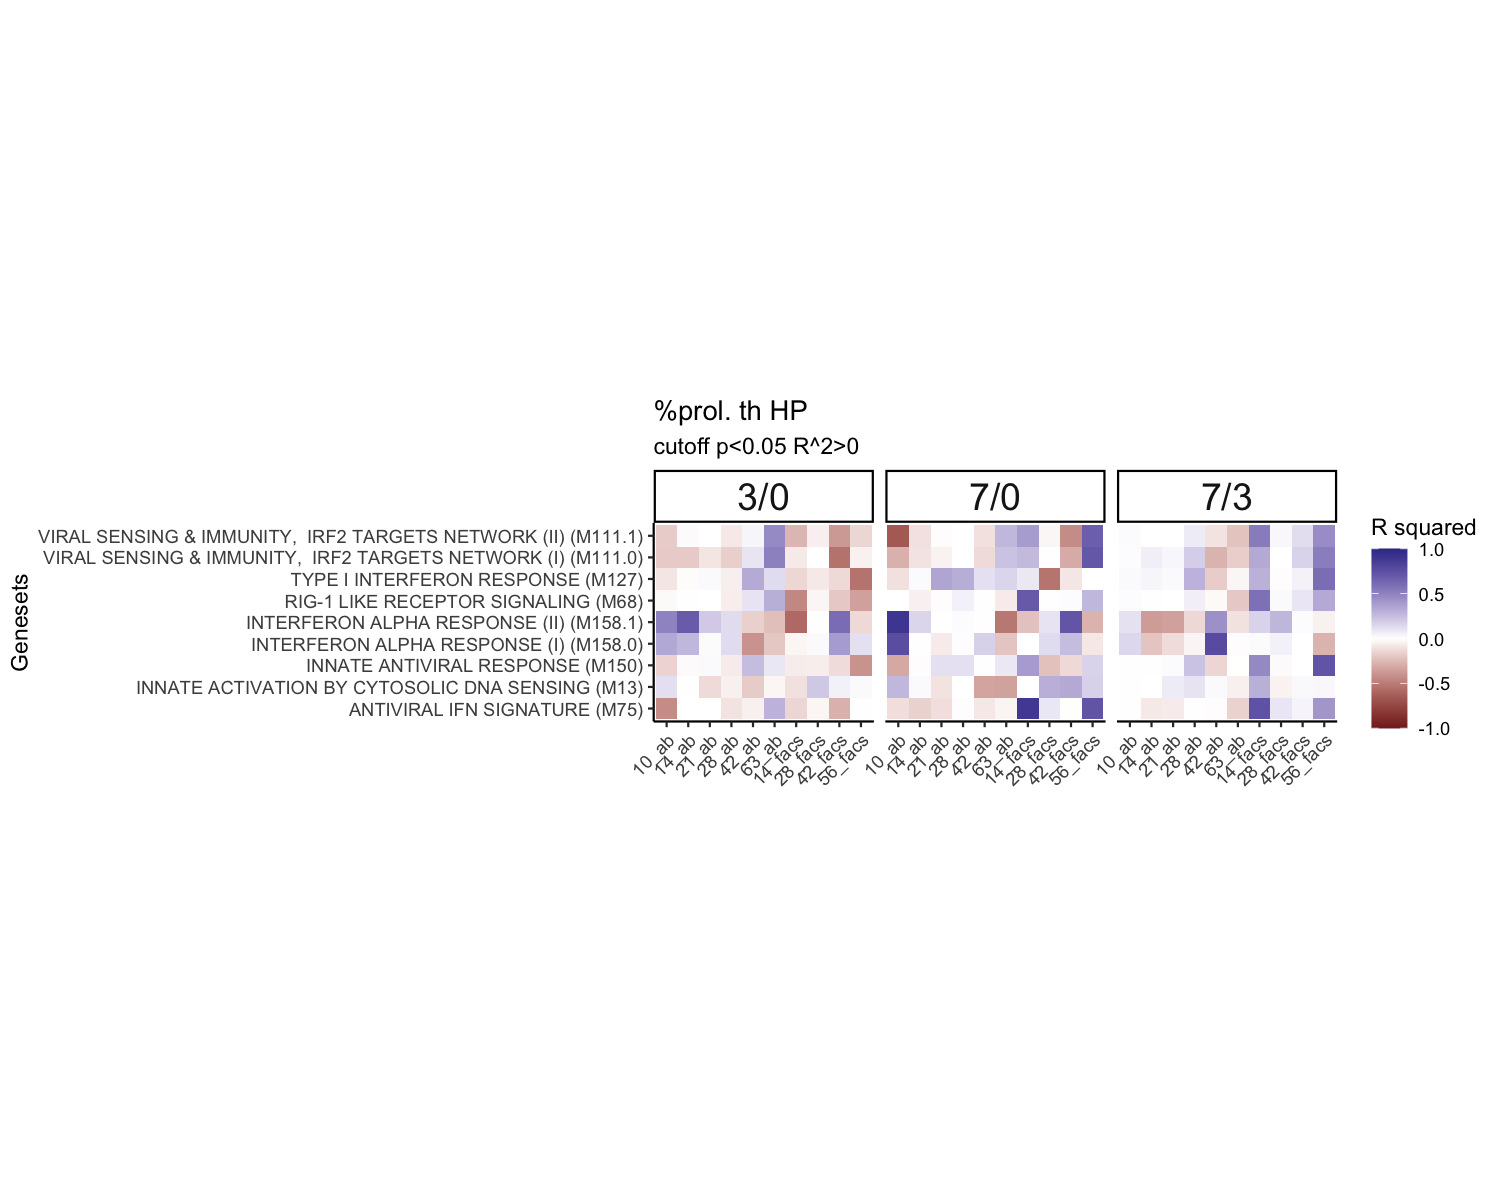 %prol. th HP
cutoff p<0.05 R^2>0
3/0 7/0 7/3
Genesets
VIRAL SENSING & IMMUNITY,  IRF2 TARGETS NETWORK (II) (M111.1)
VIRAL SENSING & IMMUNITY,  IRF2 TARGETS NETWORK (I) (M111.0)
TYPE I INTERFERON RESPONSE (M127)
RIG-1 LIKE RECEPTOR SIGNALING (M68)
INTERFERON ALPHA RESPONSE (II) (M158.1)
INTERFERON ALPHA RESPONSE (I) (M158.0)
INNATE ANTIVIRAL RESPONSE (M150)
INNATE ACTIVATION BY CYTOSOLIC DNA SENSING (M13)
ANTIVIRAL IFN SIGNATURE (M75)
10_ab 14_ab 21_ab 28_ab 42_ab 63_ab 14_facs 28_facs 42_facs 56_facs
10_ab 14_ab 21_ab 28_ab 42_ab 63_ab 14_facs 28_facs 42_facs 56_facs
10_ab 14_ab 21_ab 28_ab 42_ab 63_ab 14_facs 28_facs 42_facs 56_facs
R squared
1.0
0.5
0.0
-0.5
-1.0